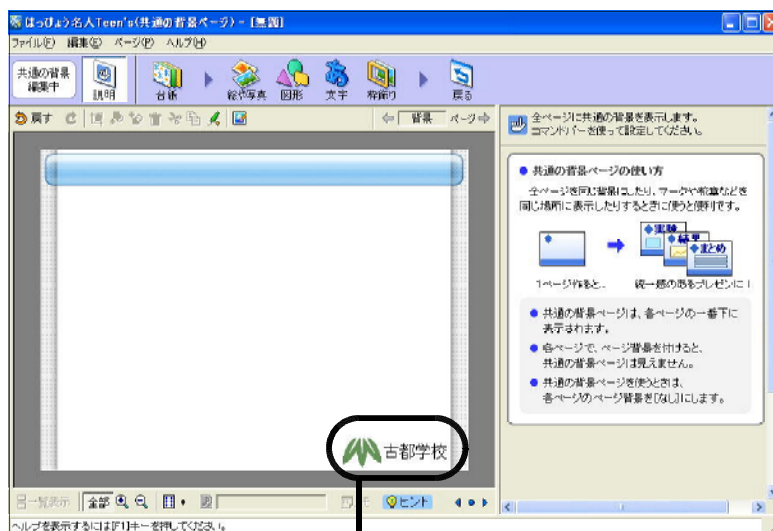 はっぴょう名人Teen's(共通の背景ページ) - [無題]
ファイル(F) 編集(E) ページ(P) ヘルプ(H)
共通の背景
編集中
説明 台紙 絵や写真 図形 文字 枠飾り 戻る
戻す 背景 ページ
全ページに共通の背景を表示します。
コマンドバーを使って設定してください。
共通の背景ページの使い方
全ページを同じ背景にしたり、マークや校章などを
同じ場所に表示したりするときに使うと便利です。
実験
結果
まとめ
1ページ作ると、 統一感のあるプレゼンに!
共通の背景ページは、各ページの一番下に
表示されます。
各ページで、ページ背景を付けると、
共通の背景ページは見えません。
共通の背景ページを使うときは、
各ページのページ背景を[なし]にします。
古都学校
一覧表示 全部 メモ ヒント
ヘルプを表示するには[F1]キーを押してください。